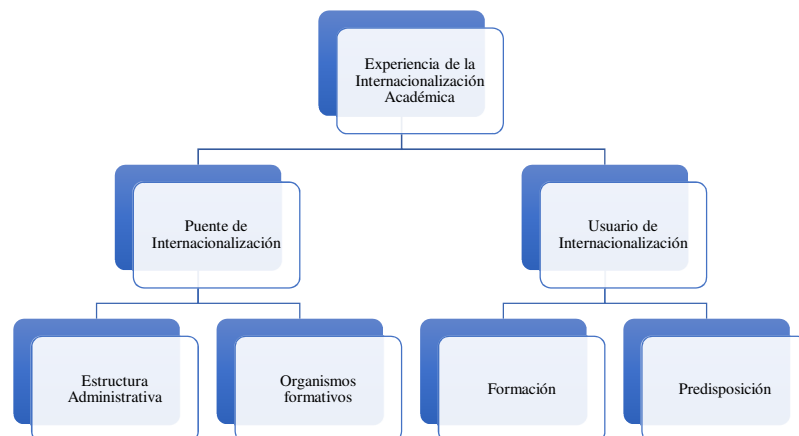 Experiencia de la
Internacionalización
Académica
Puente de
Internacionalización
Usuario de
Internacionalización
Estructura
Administrativa
Organismos
formativos
Formación
Predisposición